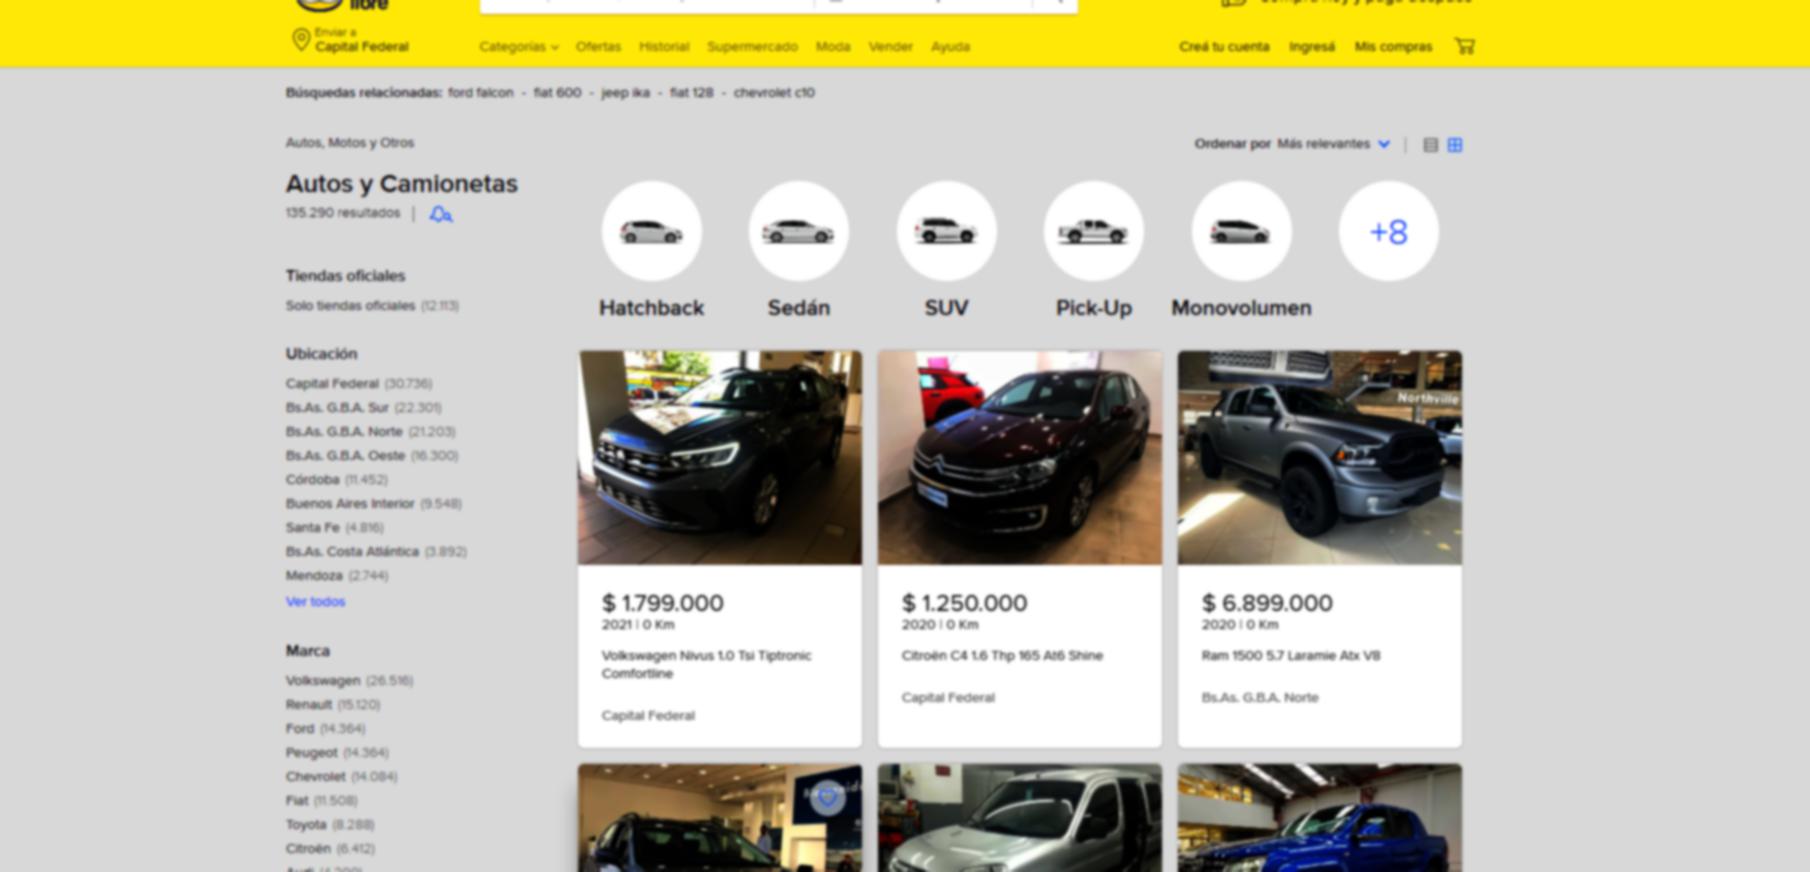 libre
Enviar a
Capital Federal
Categorías Ofertas Historial Supermercado Moda Vender Ayuda
Creá tu cuenta Ingresá Mis compras
Búsquedas relacionadas: ford falcon - fiat 600 - jeep ika - fiat 128 - chevrolet c10
Autos, Motos y Otros
Ordenar por Más relevantes
Autos y Camionetas
135.290 resultados
+8
Hatchback Sedán SUV Pick-Up Monovolumen
Tiendas oficiales
Solo tiendas oficiales (12.113)
Ubicación
Capital Federal (30.736)
Bs.As. G.B.A. Sur (22.301)
Bs.As. G.B.A. Norte (21.203)
Bs.As. G.B.A. Oeste (16.300)
Córdoba (11.452)
Buenos Aires Interior (9.548)
Santa Fe (4.816)
Bs.As. Costa Atlántica (3.892)
Mendoza (2.744)
Ver todos
Marca
Volkswagen (26.516)
Renault (15.120)
Ford (14.364)
Peugeot (14.364)
Chevrolet (14.084)
Fiat (11.508)
Toyota (8.288)
Citroën (6.412)
Northville
$ 1.799.000
2021 | 0 Km
Volkswagen Nivus 1.0 Tsi Tiptronic
Comfortline
Capital Federal
$ 1.250.000
2020 | 0 Km
Citroën C4 1.6 Thp 165 At6 Shine
Capital Federal
$ 6.899.000
2020 | 0 Km
Ram 1500 5.7 Laramie Atx V8
Bs.As. G.B.A. Norte